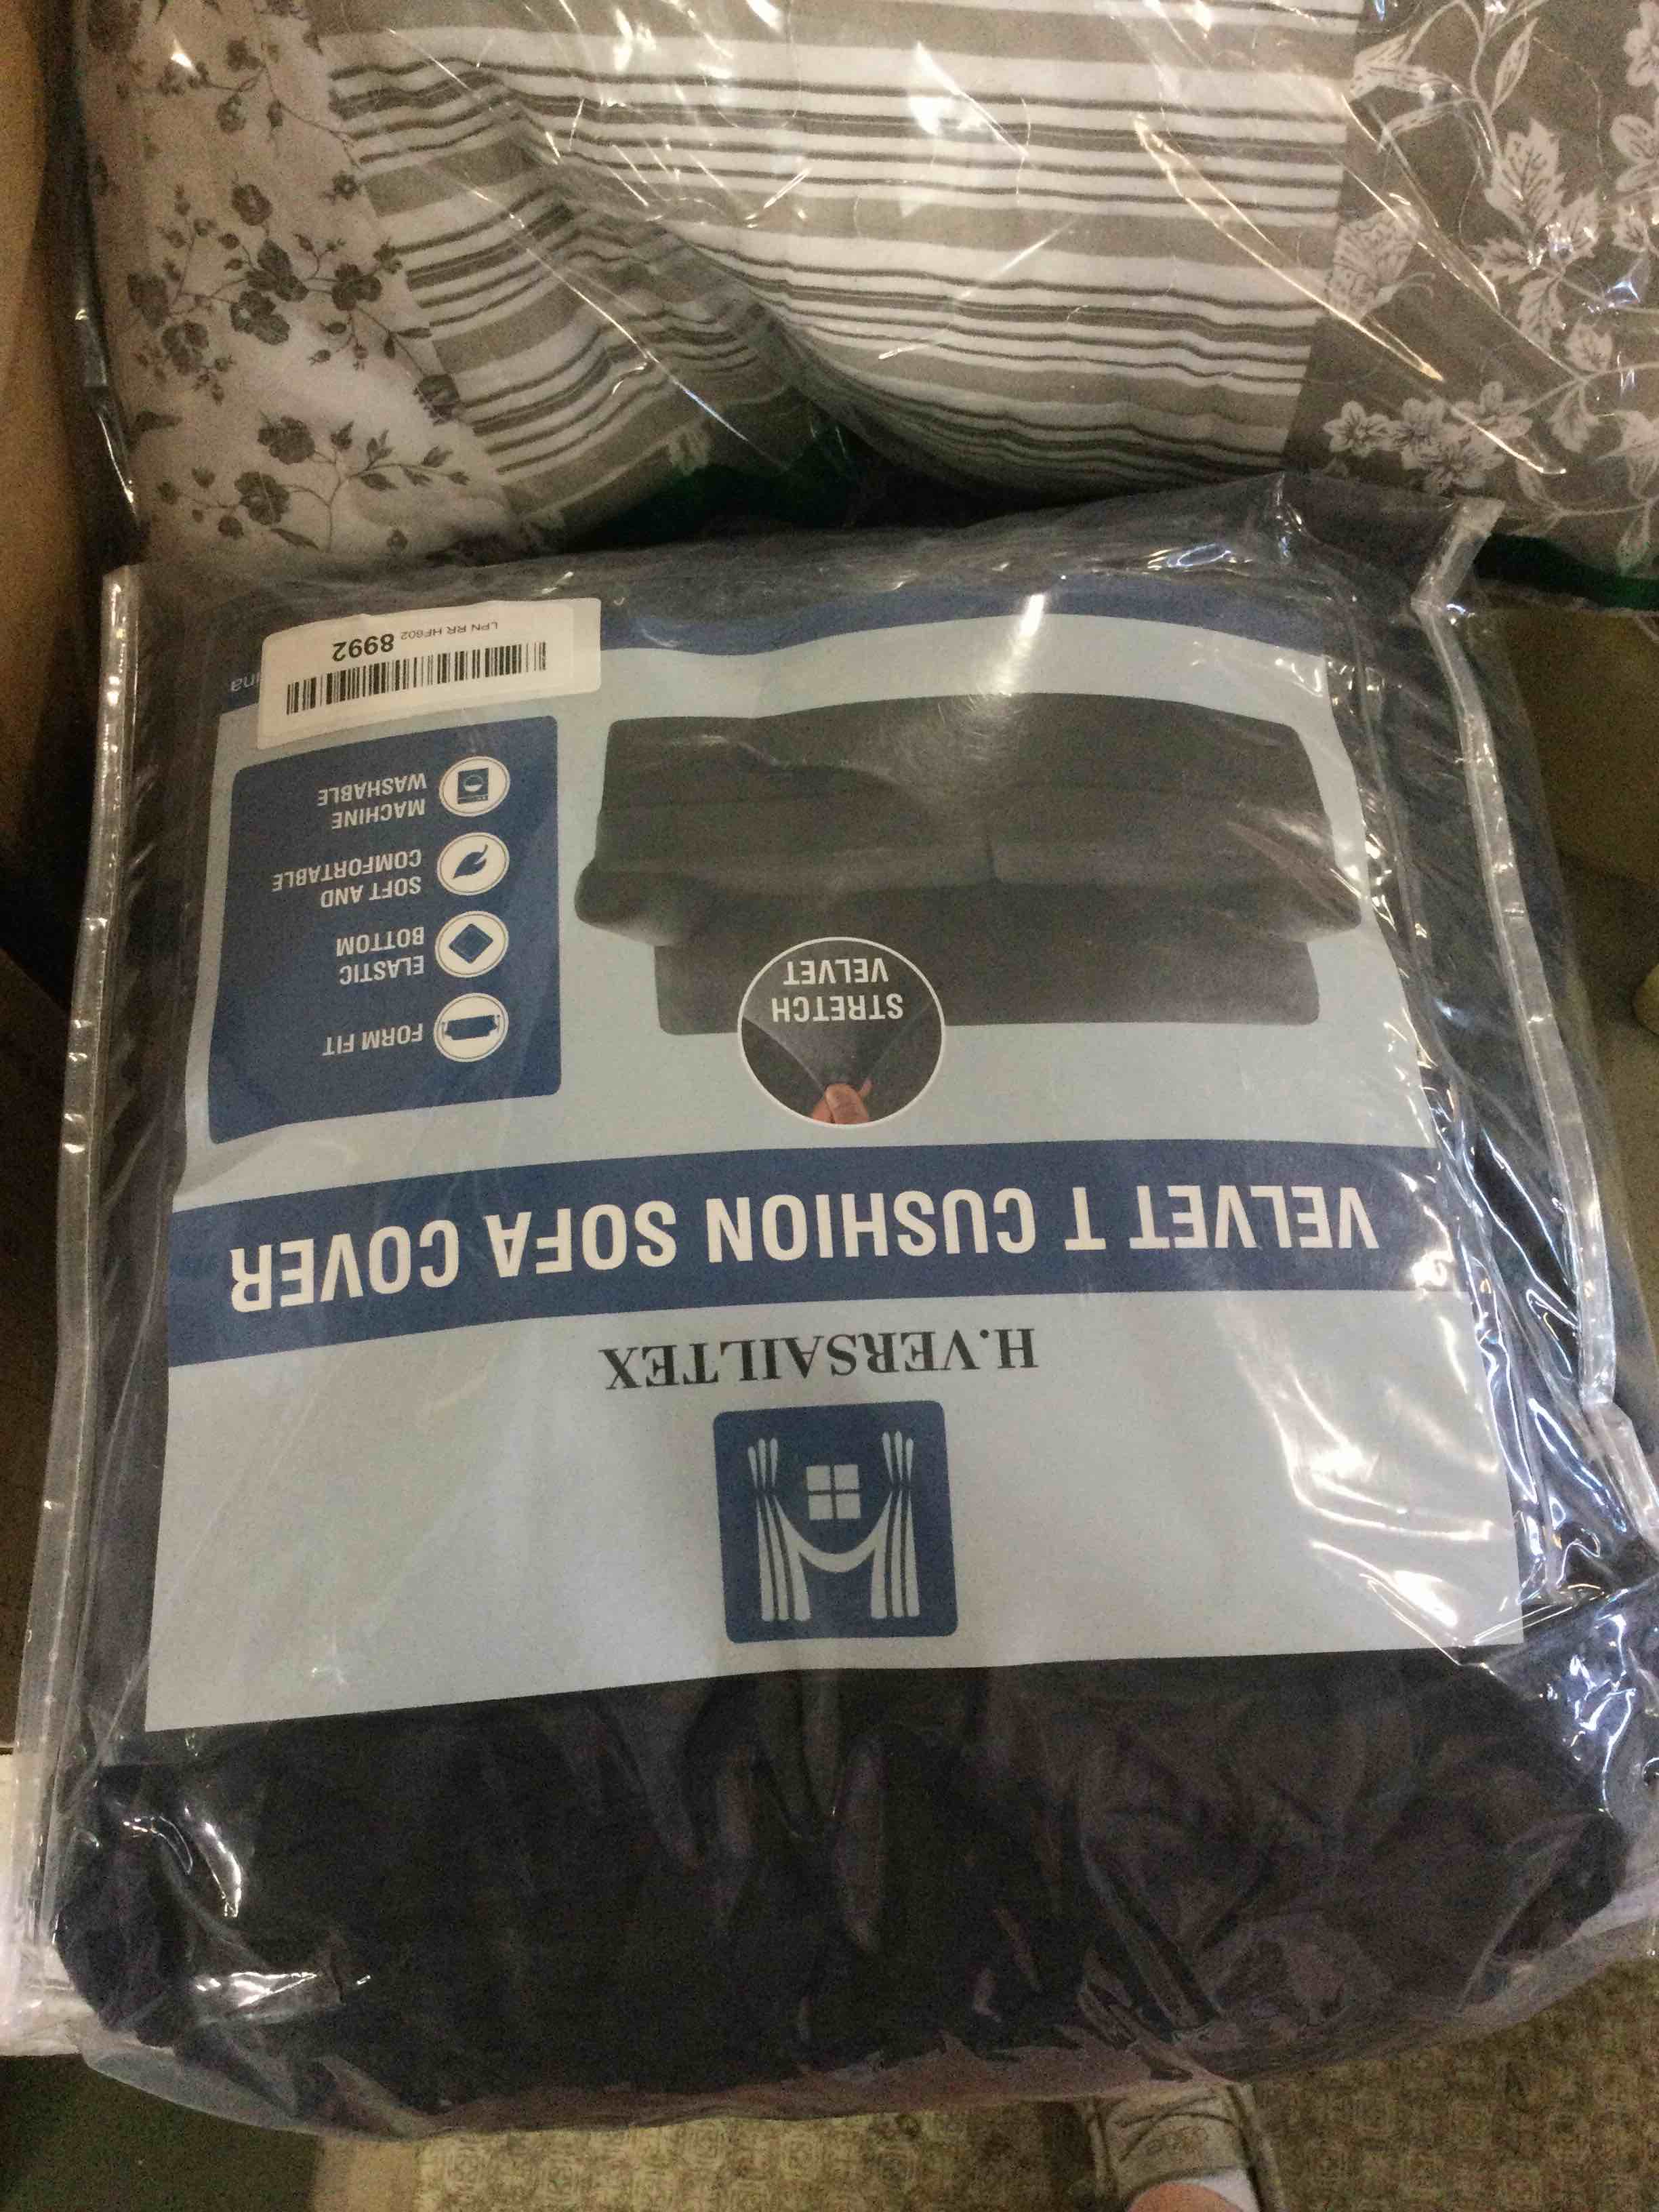 H.VERSAILTEX
VELVET T CUSHION SOFA COVER
STRETCH
VELVET
FORM FIT
ELASTIC
BOTTOM
SOFT AND
COMFORTABLE
MACHINE
WASHABLE
LPN RR HF602 8992